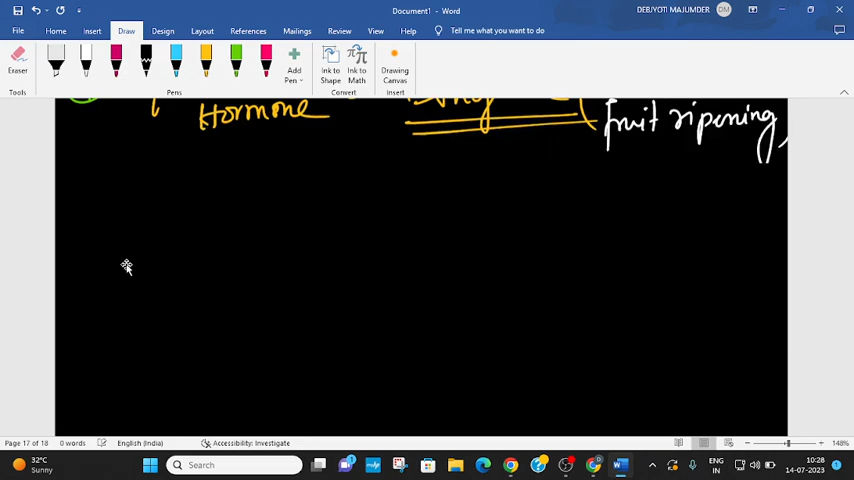 Document1 - Word
DEBJYOTI MAJUMDER DM
File Home Insert Draw Design Layout References Mailings Review View Help Tell me what you want to do
Eraser
Add Pen
Ink to Shape
Ink to Math
Drawing Canvas
Tools Pens Convert Insert
Hormone
fruit ripening,
Page 17 of 18 0 words English (India) Accessibility: Investigate 148%
32°C
Sunny
Search
ENG
IN
10:28
14-07-2023